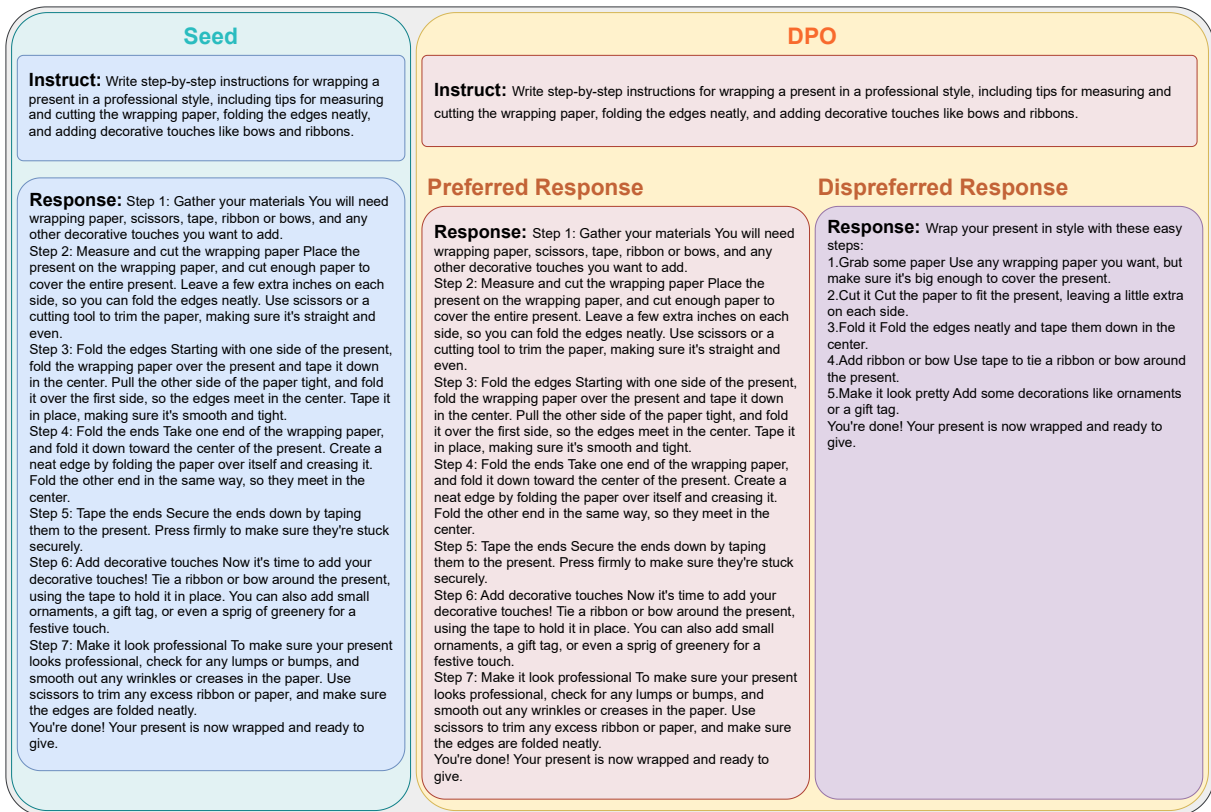 Seed
Instruct: Write step-by-step instructions for wrapping a
present in a professional style, including tips for measuring
and cutting the wrapping paper, folding the edges neatly,
and adding decorative touches like bows and ribbons.
Response: Step 1: Gather your materials You will need
wrapping paper, scissors, tape, ribbon or bows, and any
other decorative touches you want to add.
Step 2: Measure and cut the wrapping paper Place the
present on the wrapping paper, and cut enough paper to
cover the entire present. Leave a few extra inches on each
side, so you can fold the edges neatly. Use scissors or a
cutting tool to trim the paper, making sure it's straight and
even.
Step 3: Fold the edges Starting with one side of the present,
fold the wrapping paper over the present and tape it down
in the center. Pull the other side of the paper tight, and fold
it over the first side, so the edges meet in the center. Tape it
in place, making sure it's smooth and tight.
Step 4: Fold the ends Take one end of the wrapping paper,
and fold it down toward the center of the present. Create a
neat edge by folding the paper over itself and creasing it.
Fold the other end in the same way, so they meet in the
center.
Step 5: Tape the ends Secure the ends down by taping
them to the present. Press firmly to make sure they're stuck
securely.
Step 6: Add decorative touches Now it's time to add your
decorative touches! Tie a ribbon or bow around the present,
using the tape to hold it in place. You can also add small
ornaments, a gift tag, or even a sprig of greenery for a
festive touch.
Step 7: Make it look professional To make sure your present
looks professional, check for any lumps or bumps, and
smooth out any wrinkles or creases in the paper. Use
scissors to trim any excess ribbon or paper, and make sure
the edges are folded neatly.
You're done! Your present is now wrapped and ready to
give.
DPO
Instruct: Write step-by-step instructions for wrapping a present in a professional style, including tips for measuring and
cutting the wrapping paper, folding the edges neatly, and adding decorative touches like bows and ribbons.
Preferred Response
Response: Step 1: Gather your materials You will need
wrapping paper, scissors, tape, ribbon or bows, and any
other decorative touches you want to add.
Step 2: Measure and cut the wrapping paper Place the
present on the wrapping paper, and cut enough paper to
cover the entire present. Leave a few extra inches on each
side, so you can fold the edges neatly. Use scissors or a
cutting tool to trim the paper, making sure it's straight and
even.
Step 3: Fold the edges Starting with one side of the present,
fold the wrapping paper over the present and tape it down
in the center. Pull the other side of the paper tight, and fold
it over the first side, so the edges meet in the center. Tape it
in place, making sure it's smooth and tight.
Step 4: Fold the ends Take one end of the wrapping paper,
and fold it down toward the center of the present. Create a
neat edge by folding the paper over itself and creasing it.
Fold the other end in the same way, so they meet in the
center.
Step 5: Tape the ends Secure the ends down by taping
them to the present. Press firmly to make sure they're stuck
securely.
Step 6: Add decorative touches Now it's time to add your
decorative touches! Tie a ribbon or bow around the present,
using the tape to hold it in place. You can also add small
ornaments, a gift tag, or even a sprig of greenery for a
festive touch.
Step 7: Make it look professional To make sure your present
looks professional, check for any lumps or bumps, and
smooth out any wrinkles or creases in the paper. Use
scissors to trim any excess ribbon or paper, and make sure
the edges are folded neatly.
You're done! Your present is now wrapped and ready to
give.
Dispreferred Response
Response: Wrap your present in style with these easy
steps:
1.Grab some paper Use any wrapping paper you want, but
make sure it's big enough to cover the present.
2.Cut it Cut the paper to fit the present, leaving a little extra
on each side.
3.Fold it Fold the edges neatly and tape them down in the
center.
4.Add ribbon or bow Use tape to tie a ribbon or bow around
the present.
5.Make it look pretty Add some decorations like ornaments
or a gift tag.
You're done! Your present is now wrapped and ready to
give.